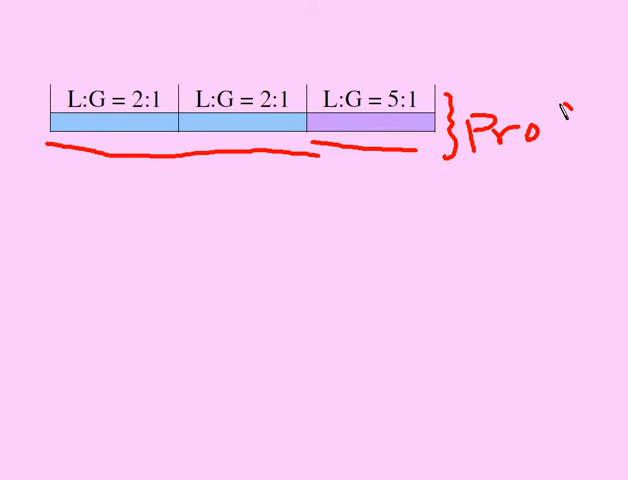 L:G = 2:1 L:G = 2:1 L:G = 5:1
Pro